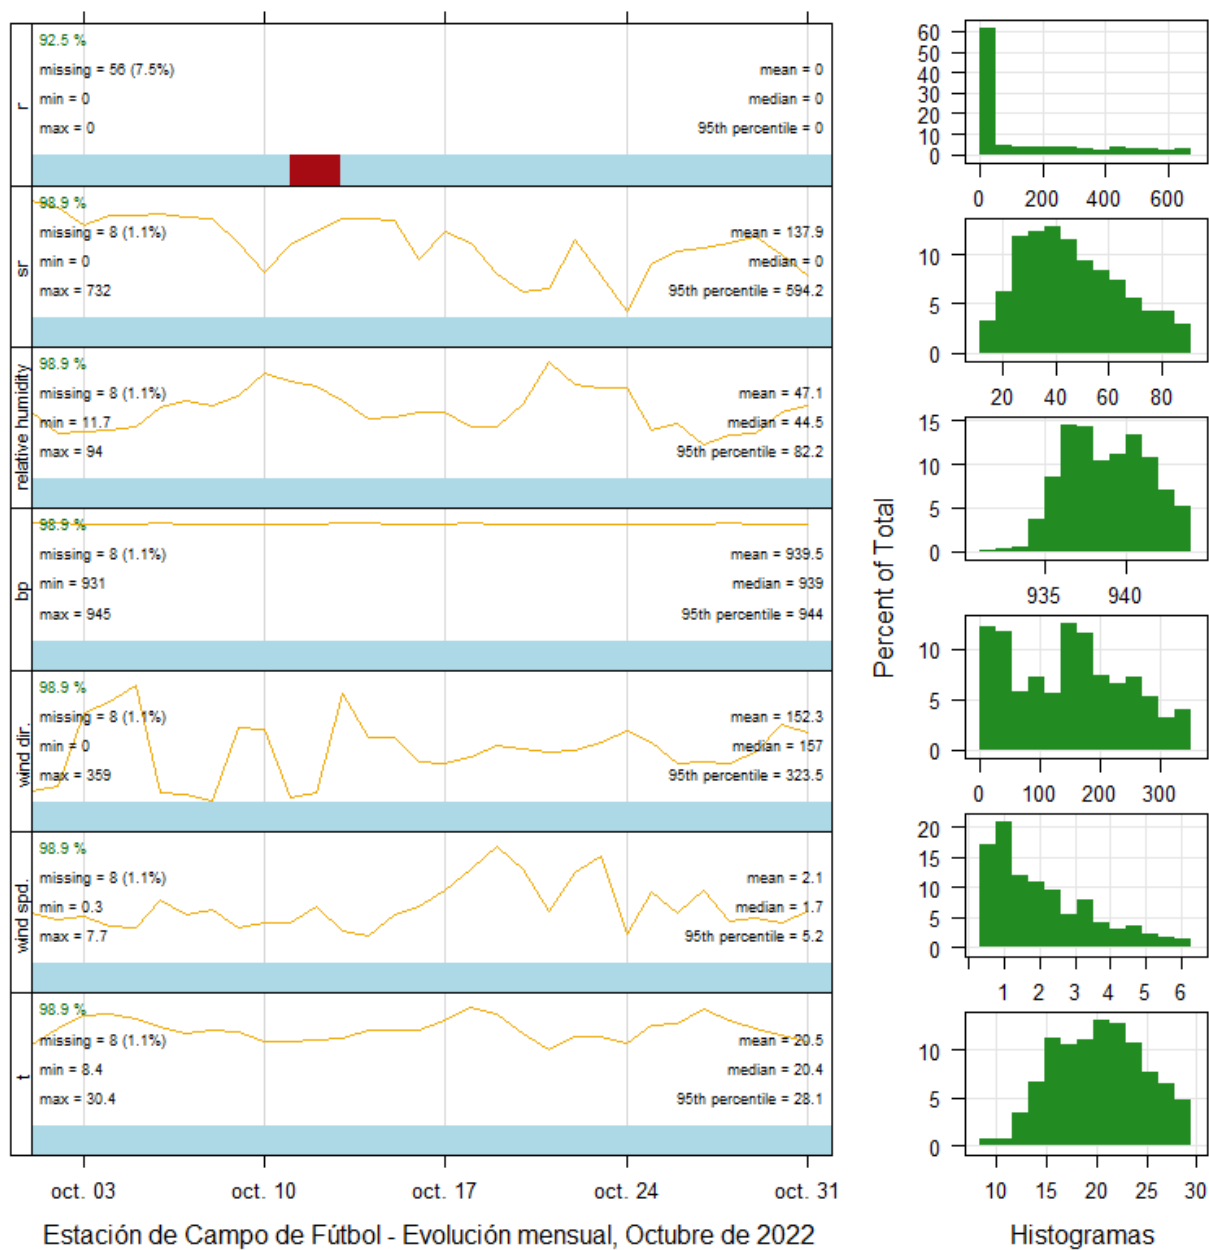 r
92.5 %
missing = 56 (7.5%)
min = 0
max = 0
mean = 0
median = 0
95th percentile = 0
sr
98.9 %
missing = 8 (1.1%)
min = 0
max = 732
mean = 137.9
median = 0
95th percentile = 594.2
relative humidity
98.9 %
missing = 8 (1.1%)
min = 11.7
max = 94
mean = 47.1
median = 44.5
95th percentile = 82.2
bp
98.9 %
missing = 8 (1.1%)
min = 931
max = 945
mean = 939.5
median = 939
95th percentile = 944
wind dir.
98.9 %
missing = 8 (1.1%)
min = 0
max = 359
mean = 152.3
median = 157
95th percentile = 323.5
wind spd.
98.9 %
missing = 8 (1.1%)
min = 0.3
max = 7.7
mean = 2.1
median = 1.7
95th percentile = 5.2
t
98.9 %
missing = 8 (1.1%)
min = 8.4
max = 30.4
mean = 20.5
median = 20.4
95th percentile = 28.1
oct. 03 oct. 10 oct. 17 oct. 24 oct. 31
Estación de Campo de Fútbol - Evolución mensual, Octubre de 2022
Percent of Total
60
50
40
30
20
10
0
0 200 400 600
10
5
0
20 40 60 80
15
10
5
0
935 940
10
5
0
0 100 200 300
20
15
10
5
0
1 2 3 4 5 6
10
5
0
10 15 20 25 30
Histogramas